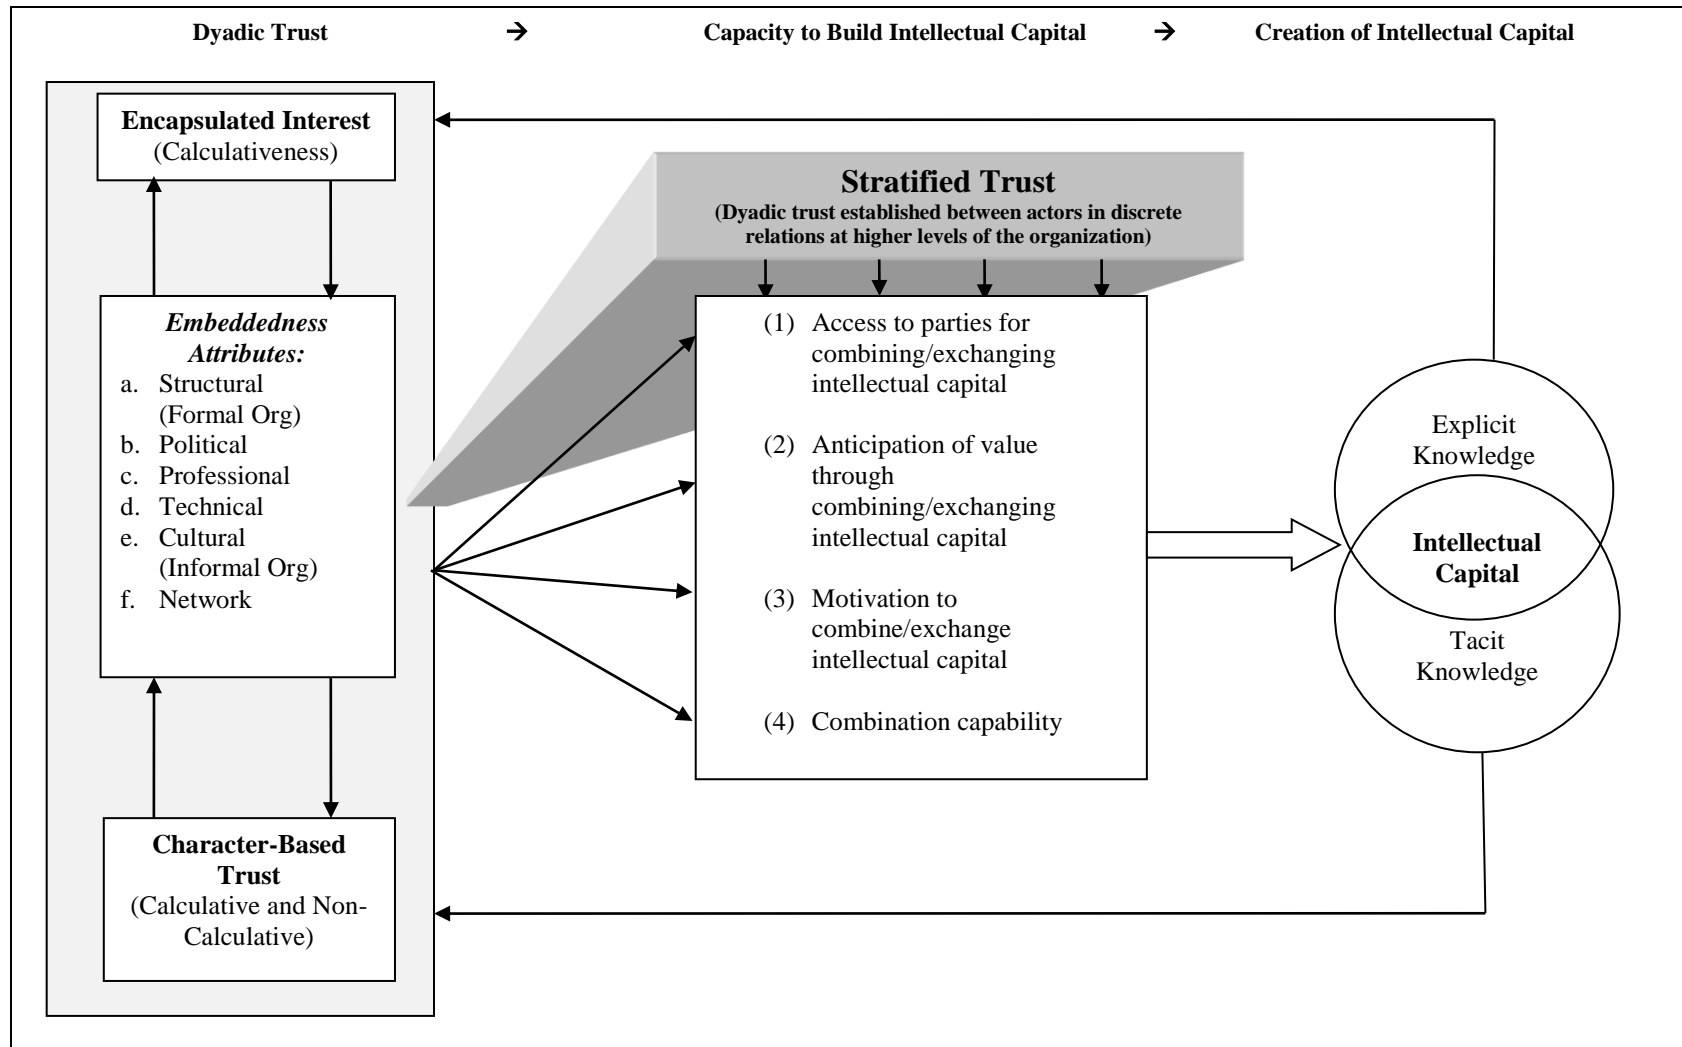 Dyadic Trust → Capacity to Build Intellectual Capital → Creation of Intellectual Capital
Encapsulated Interest
(Calculativeness)
Embeddedness
Attributes:
a. Structural
(Formal Org)
b. Political
c. Professional
d. Technical
e. Cultural
(Informal Org)
f. Network
Character-Based
Trust
(Calculative and Non-
Calculative)
Stratified Trust
(Dyadic trust established between actors in discrete
relations at higher levels of the organization)
(1) Access to parties for
combining/exchanging
intellectual capital
(2) Anticipation of value
through
combining/exchanging
intellectual capital
(3) Motivation to
combine/exchange
intellectual capital
(4) Combination capability
Explicit
Knowledge
Intellectual
Capital
Tacit
Knowledge